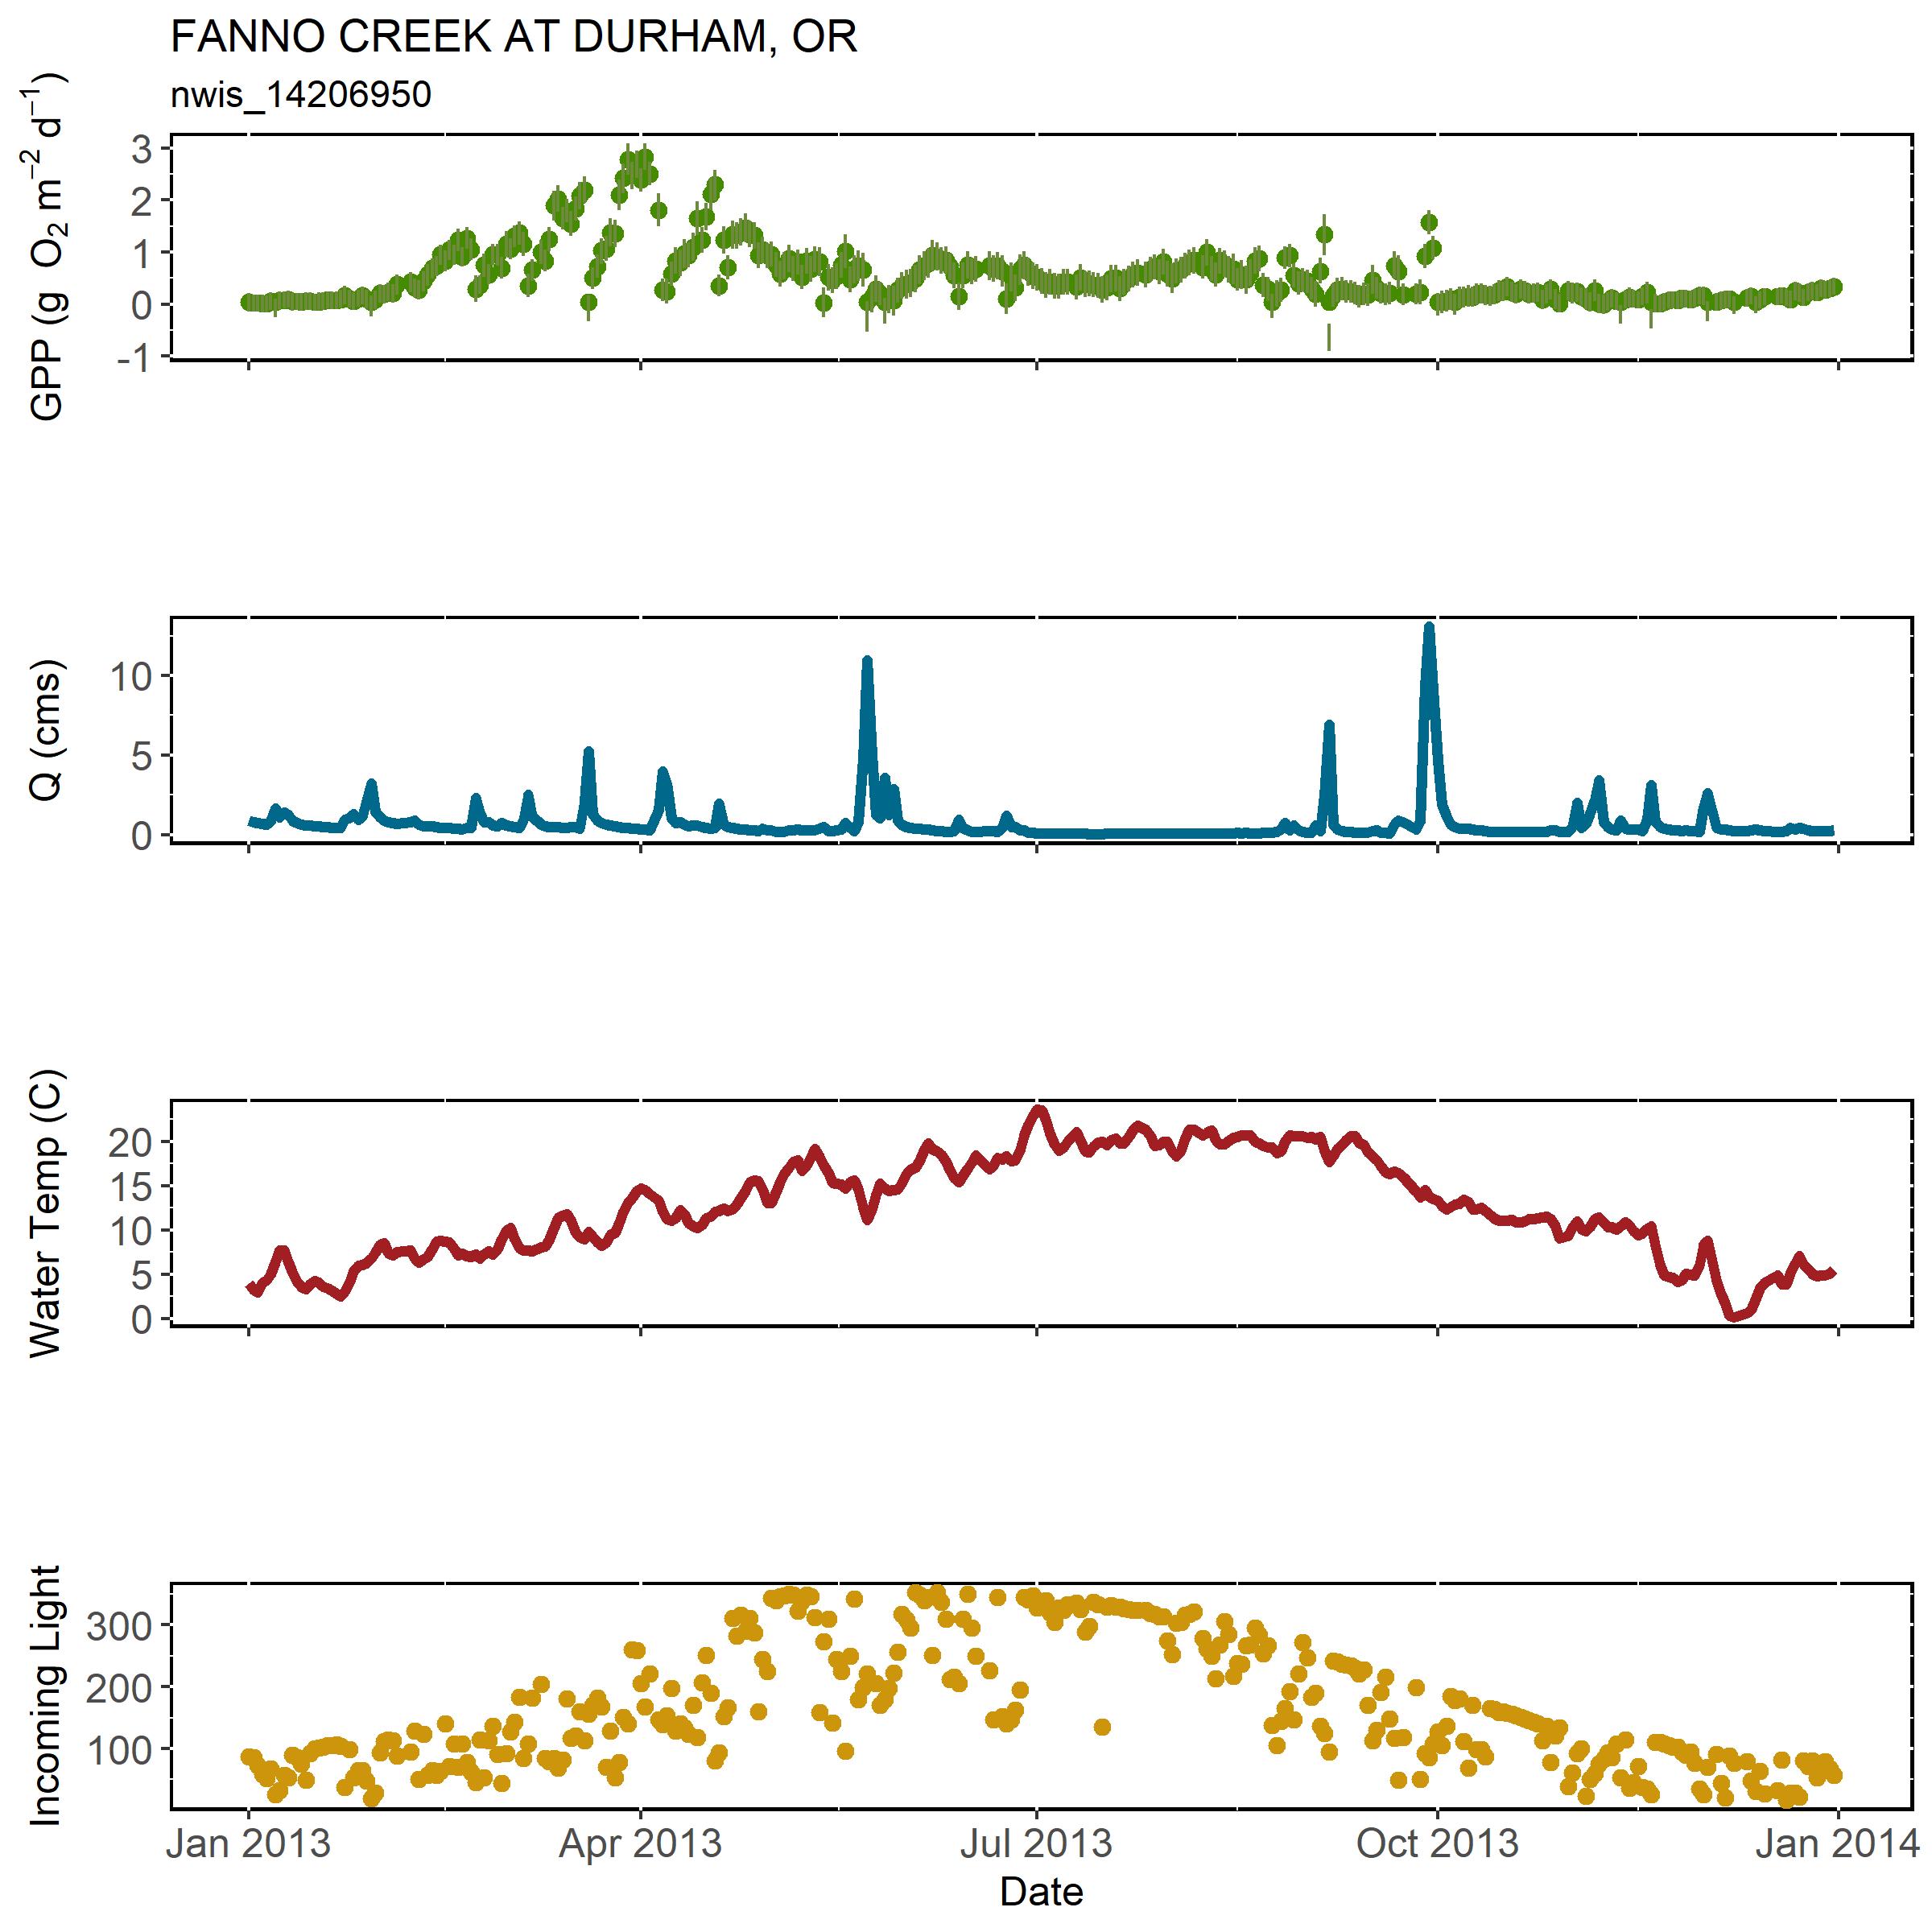 FANNO CREEK AT DURHAM, OR
nwis_14206950
GPP (g O₂ m⁻² d⁻¹)
3
2
1
0
-1
Q (cms)
10
5
0
Water Temp (C)
20
15
10
5
0
Incoming Light
300
200
100
Jan 2013 Apr 2013 Jul 2013 Oct 2013 Jan 2014
Date